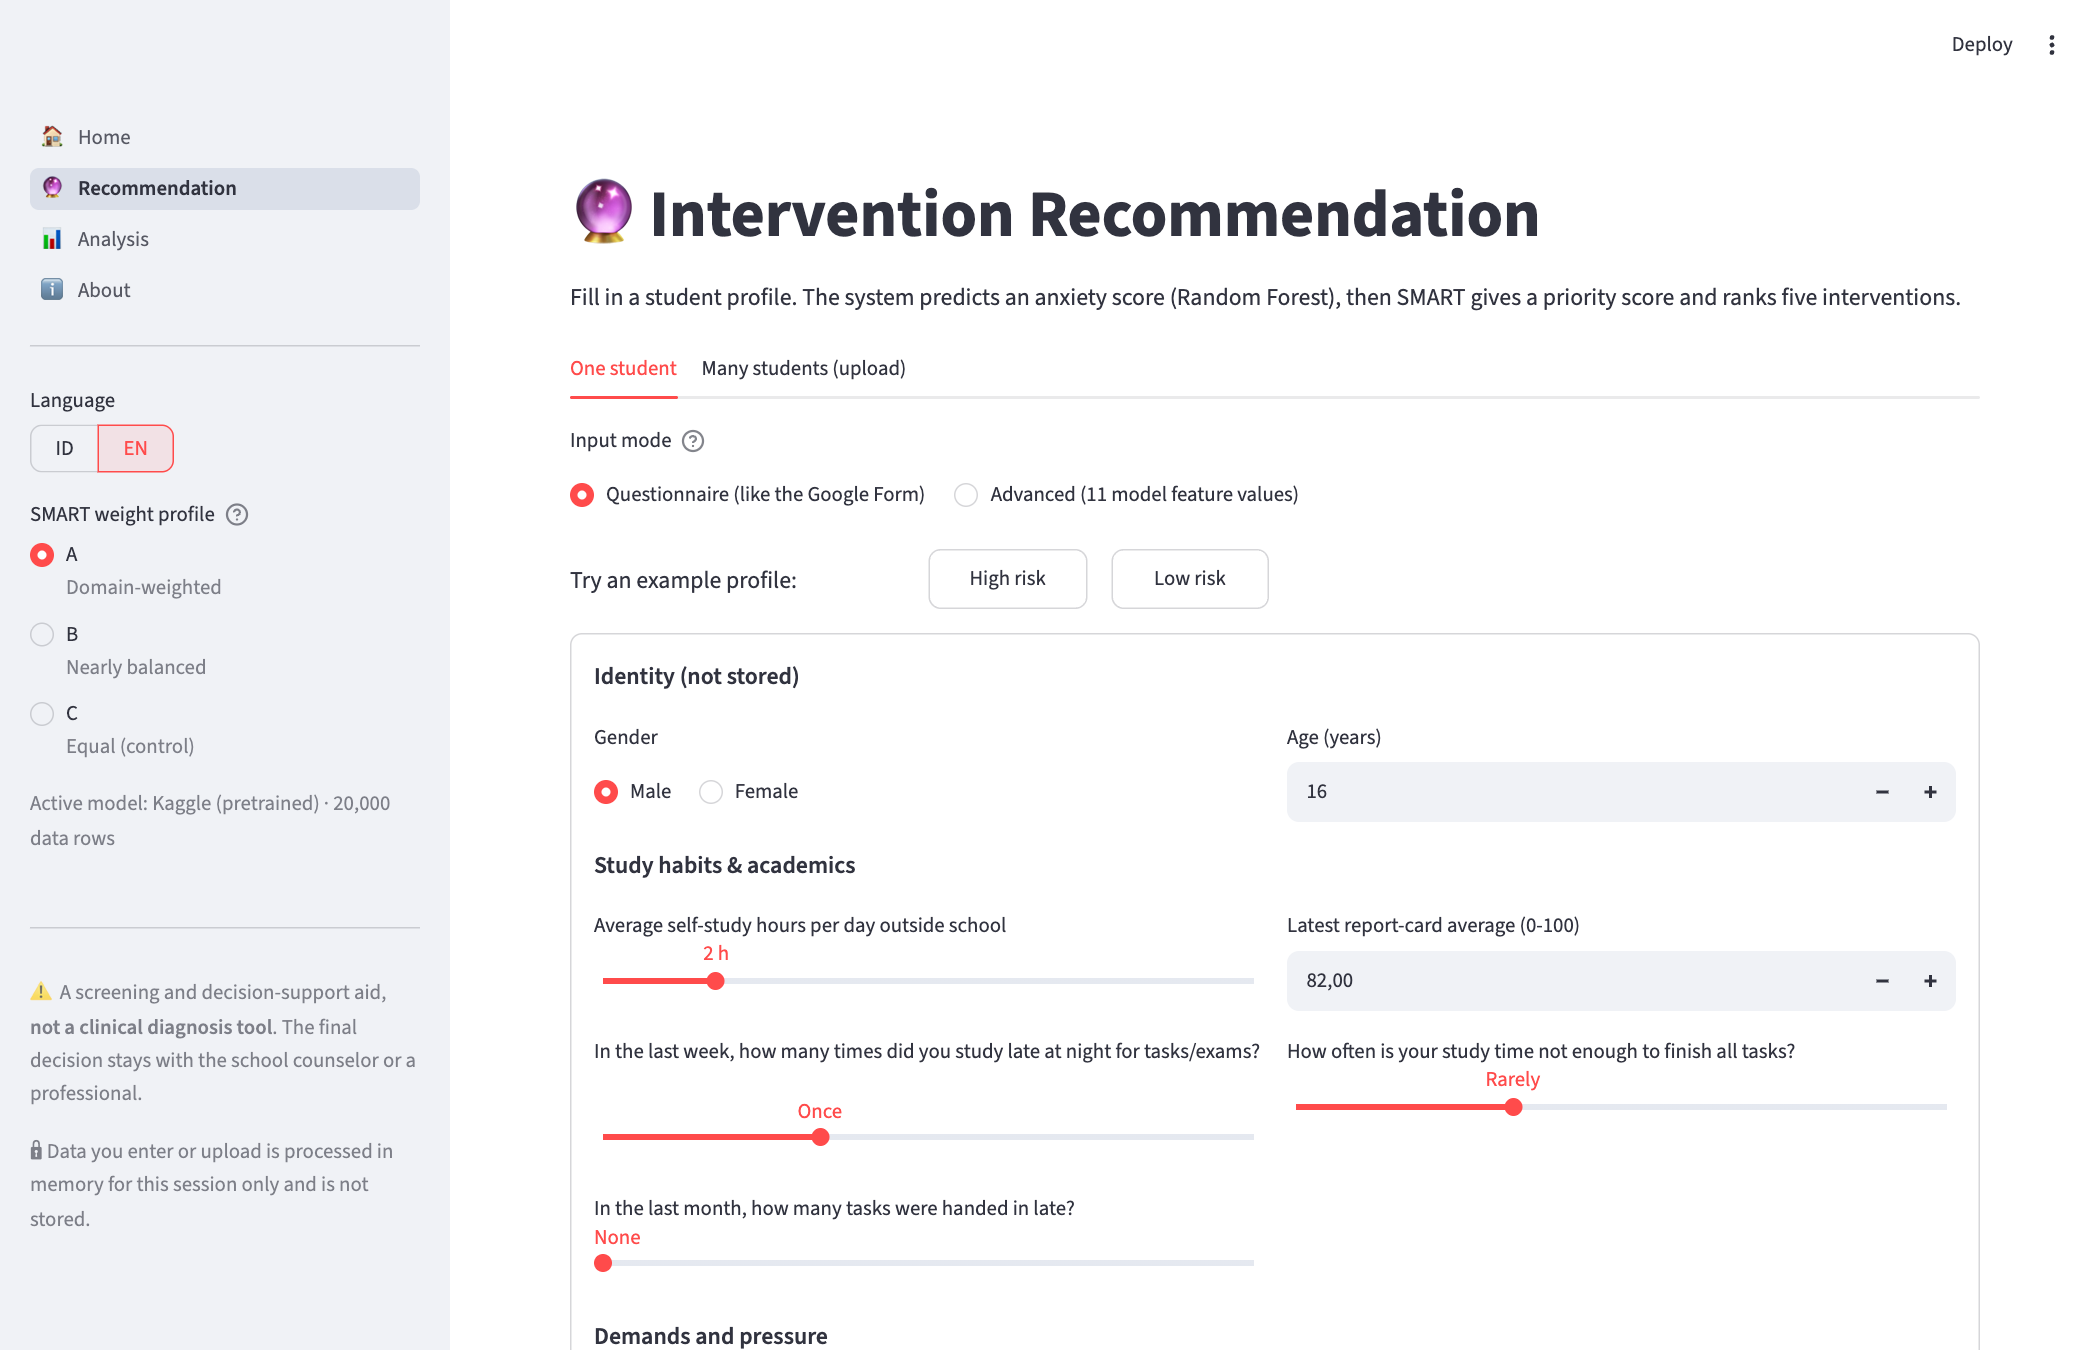 Deploy
Home
Recommendation
Analysis
About
Language
ID EN
SMART weight profile
A
Domain-weighted
B
Nearly balanced
C
Equal (control)
Active model: Kaggle (pretrained) · 20,000
data rows
A screening and decision-support aid,
not a clinical diagnosis tool. The final
decision stays with the school counselor or a
professional.
Data you enter or upload is processed in
memory for this session only and is not
stored.
Intervention Recommendation
Fill in a student profile. The system predicts an anxiety score (Random Forest), then SMART gives a priority score and ranks five interventions.
One student Many students (upload)
Input mode
Questionnaire (like the Google Form) Advanced (11 model feature values)
Try an example profile: High risk Low risk
Identity (not stored)
Gender
Male Female
Age (years)
16
Study habits & academics
Average self-study hours per day outside school
2 h
Latest report-card average (0-100)
82,00
In the last week, how many times did you study late at night for tasks/exams?
Once
How often is your study time not enough to finish all tasks?
Rarely
In the last month, how many tasks were handed in late?
None
Demands and pressure